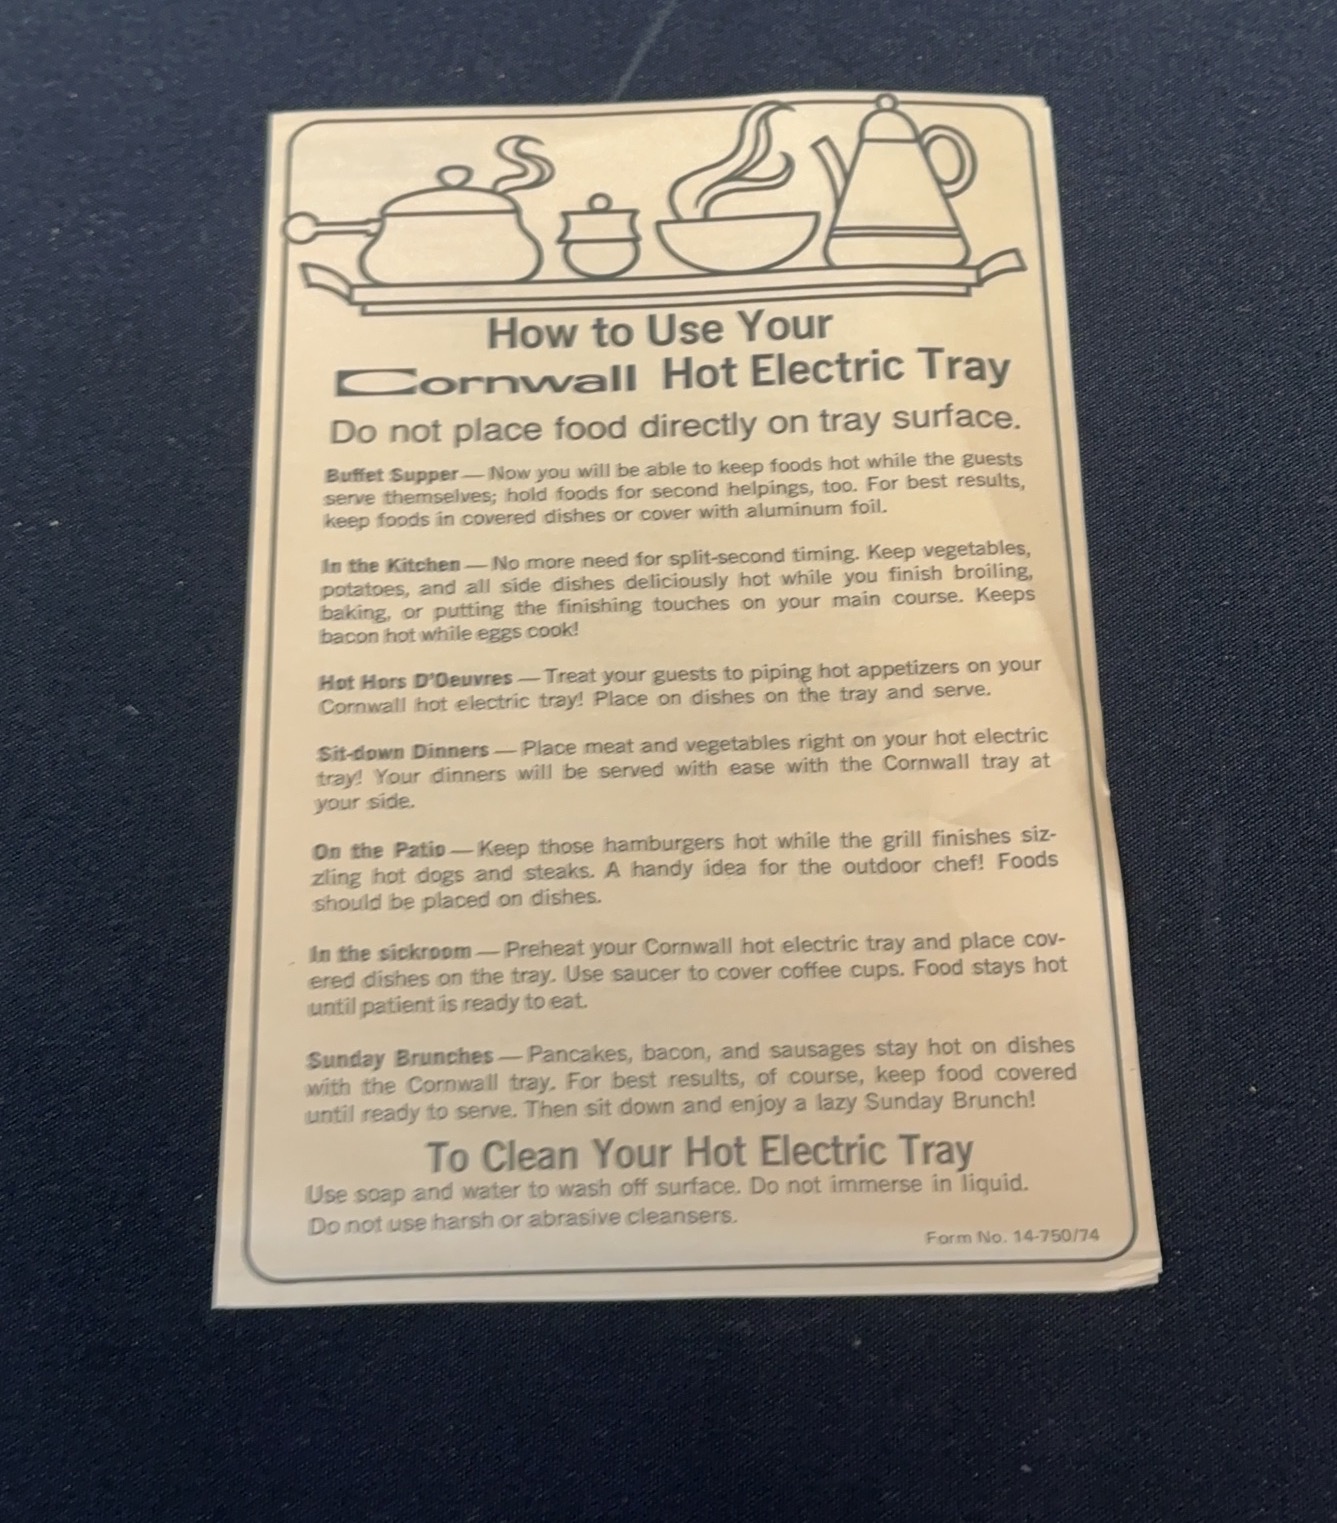 How to Use Your
Cornwall Hot Electric Tray
Do not place food directly on tray surface.
Buffet Supper — Now you will be able to keep foods hot while the guests
serve themselves; hold foods for second helpings, too. For best results,
keep foods in covered dishes or cover with aluminum foil.
In the Kitchen — No more need for split-second timing. Keep vegetables,
potatoes, and all side dishes deliciously hot while you finish broiling,
baking, or putting the finishing touches on your main course. Keeps
bacon hot while eggs cook!
Hot Hors D'Oeuvres — Treat your guests to piping hot appetizers on your
Cornwall hot electric tray! Place on dishes on the tray and serve.
Sit-down Dinners — Place meat and vegetables right on your hot electric
tray! Your dinners will be served with ease with the Cornwall tray at
your side.
On the Patio — Keep those hamburgers hot while the grill finishes siz-
zling hot dogs and steaks. A handy idea for the outdoor chef! Foods
should be placed on dishes.
In the sickroom — Preheat your Cornwall hot electric tray and place cov-
ered dishes on the tray. Use saucer to cover coffee cups. Food stays hot
until patient is ready to eat.
Sunday Brunches — Pancakes, bacon, and sausages stay hot on dishes
with the Cornwall tray. For best results, of course, keep food covered
until ready to serve. Then sit down and enjoy a lazy Sunday Brunch!
To Clean Your Hot Electric Tray
Use soap and water to wash off surface. Do not immerse in liquid.
Do not use harsh or abrasive cleansers.
Form No. 14-750/74